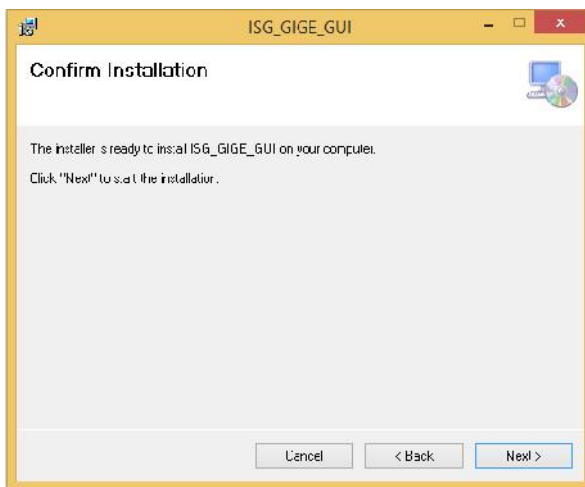 ISG_GIGE_GUI
Confirm Installation
The installer is ready to install ISG_GIGE_GUI on your computer.
Click "Next" to start the installation.
Cancel
< Back
Next >